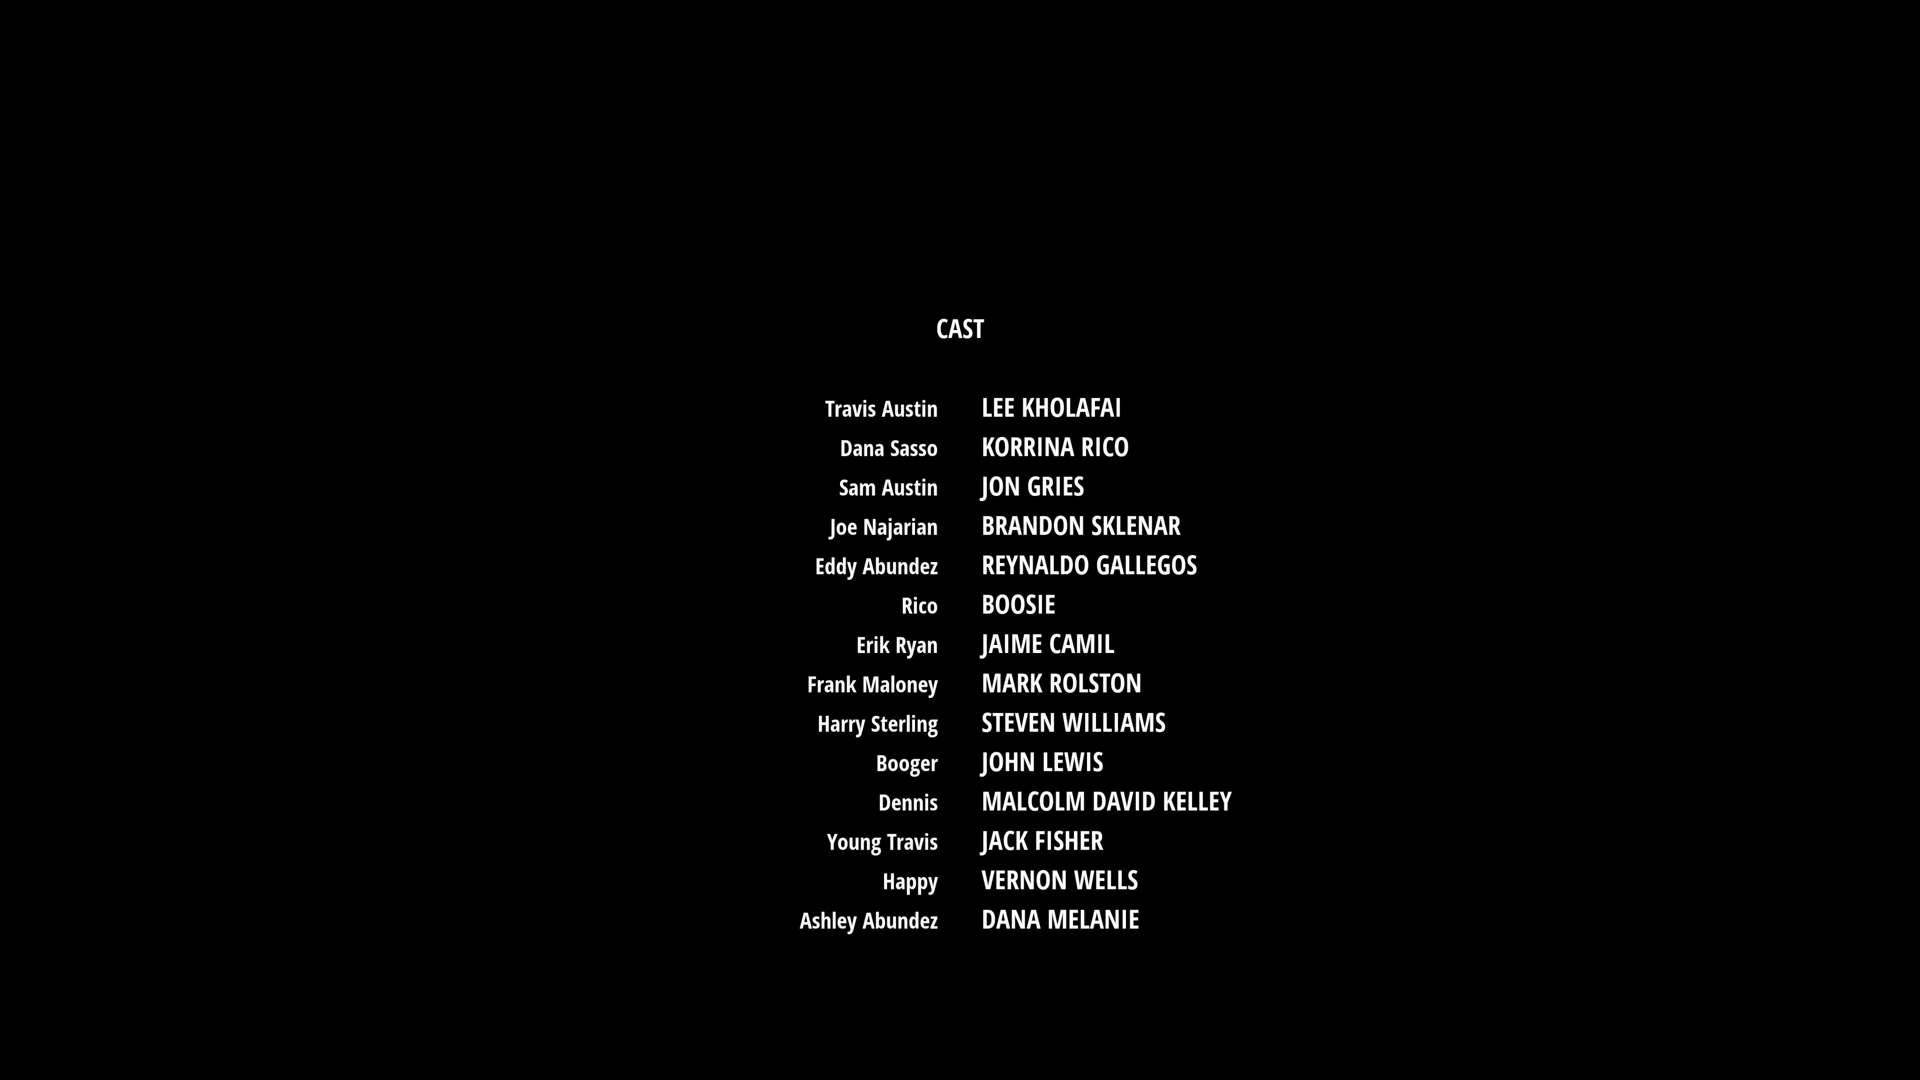 CAST
Travis Austin LEE KHOLAFAI
Dana Sasso KORRINA RICO
Sam Austin JON GRIES
Joe Najarian BRANDON SKLENAR
Eddy Abundez REYNALDO GALLEGOS
Rico BOOSIE
Erik Ryan JAIME CAMIL
Frank Maloney MARK ROLSTON
Harry Sterling STEVEN WILLIAMS
Booger JOHN LEWIS
Dennis MALCOLM DAVID KELLEY
Young Travis JACK FISHER
Happy VERNON WELLS
Ashley Abundez DANA MELANIE